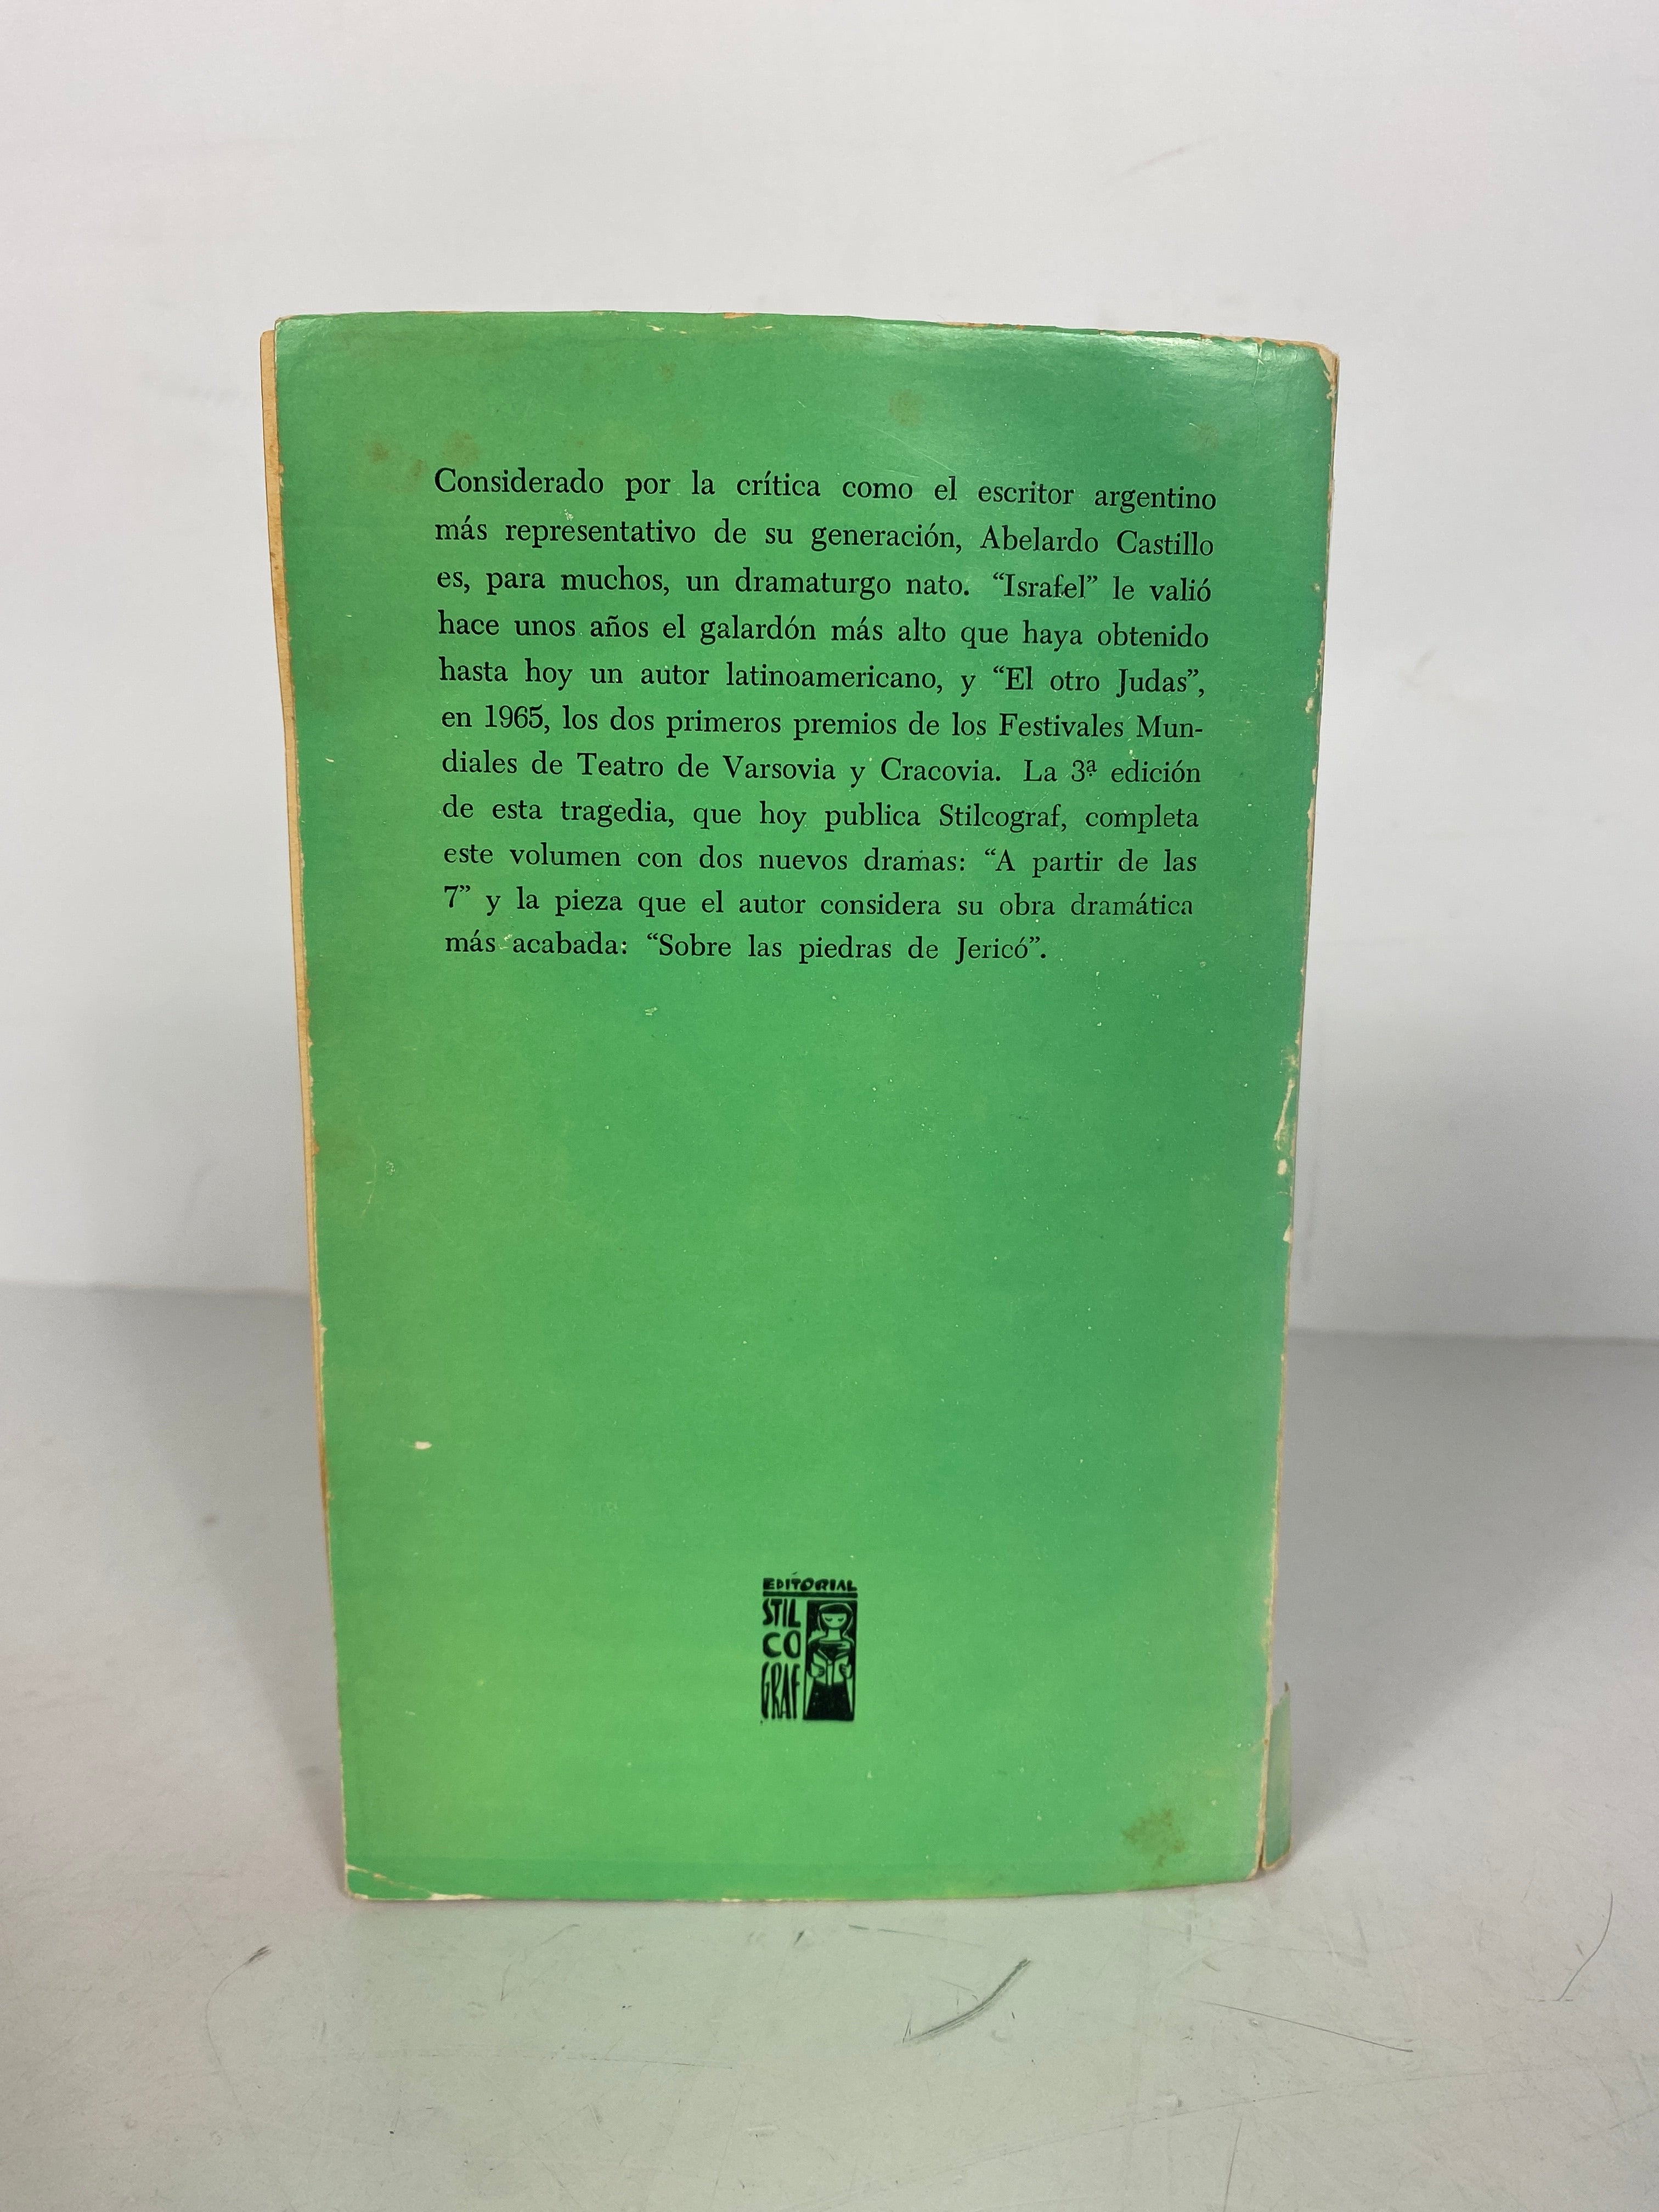 Considerado por la crítica como el escritor argentino
más representativo de su generación, Abelardo Castillo
es, para muchos, un dramaturgo nato. “Israfel” le valió
hace unos años el galardón más alto que haya obtenido
hasta hoy un autor latinoamericano, y “El otro Judas”,
en 1965, los dos primeros premios de los Festivales Mun-
diales de Teatro de Varsovia y Cracovia. La 3ª edición
de esta tragedia, que hoy publica Stilcograf, completa
este volumen con dos nuevos dramas: “A partir de las
7” y la pieza que el autor considera su obra dramática
más acabada: “Sobre las piedras de Jericó”.
EDITORIAL
STIL
CO
GRAF